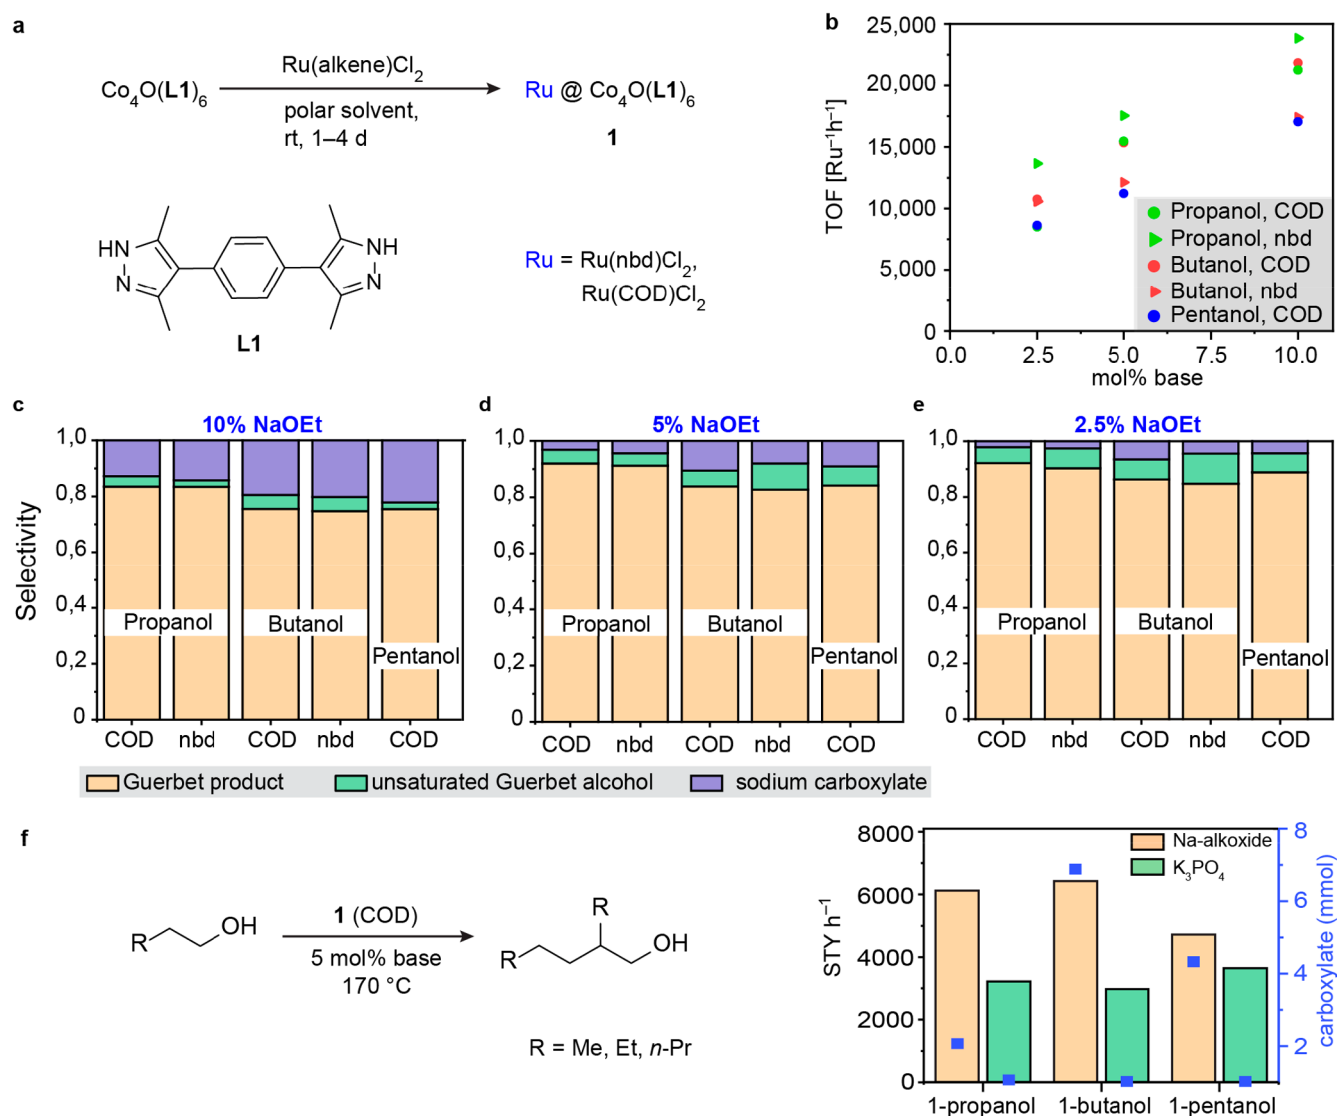 a
Co4O(L1)6
Ru(alkene)Cl2
polar solvent,
rt, 1–4 d
Ru @ Co4O(L1)6
1
HN
N
NH
N
L1
Ru = Ru(nbd)Cl2,
Ru(COD)Cl2
b
TOF [Ru⁻¹h⁻¹]
25,000
20,000
15,000
10,000
5,000
0
0.0 2.5 5.0 7.5 10.0
mol% base
Propanol, COD
Propanol, nbd
Butanol, COD
Butanol, nbd
Pentanol, COD
c
10% NaOEt
Selectivity
1,0
0,8
0,6
0,4
0,2
0
Propanol
Butanol
Pentanol
COD nbd COD nbd COD
d
5% NaOEt
1,0
0,8
0,6
0,4
0,2
0
Propanol
Butanol
Pentanol
COD nbd COD nbd COD
e
2.5% NaOEt
1,0
0,8
0,6
0,4
0,2
0
Propanol
Butanol
Pentanol
COD nbd COD nbd COD
Guerbet product unsaturated Guerbet alcohol sodium carboxylate
f
R OH
1 (COD)
5 mol% base
170 °C
R
R OH
R = Me, Et, n-Pr
STY h⁻¹
8000
6000
4000
2000
0
Na-alkoxide
K3PO4
8
6
4
2
carboxylate (mmol)
1-propanol 1-butanol 1-pentanol